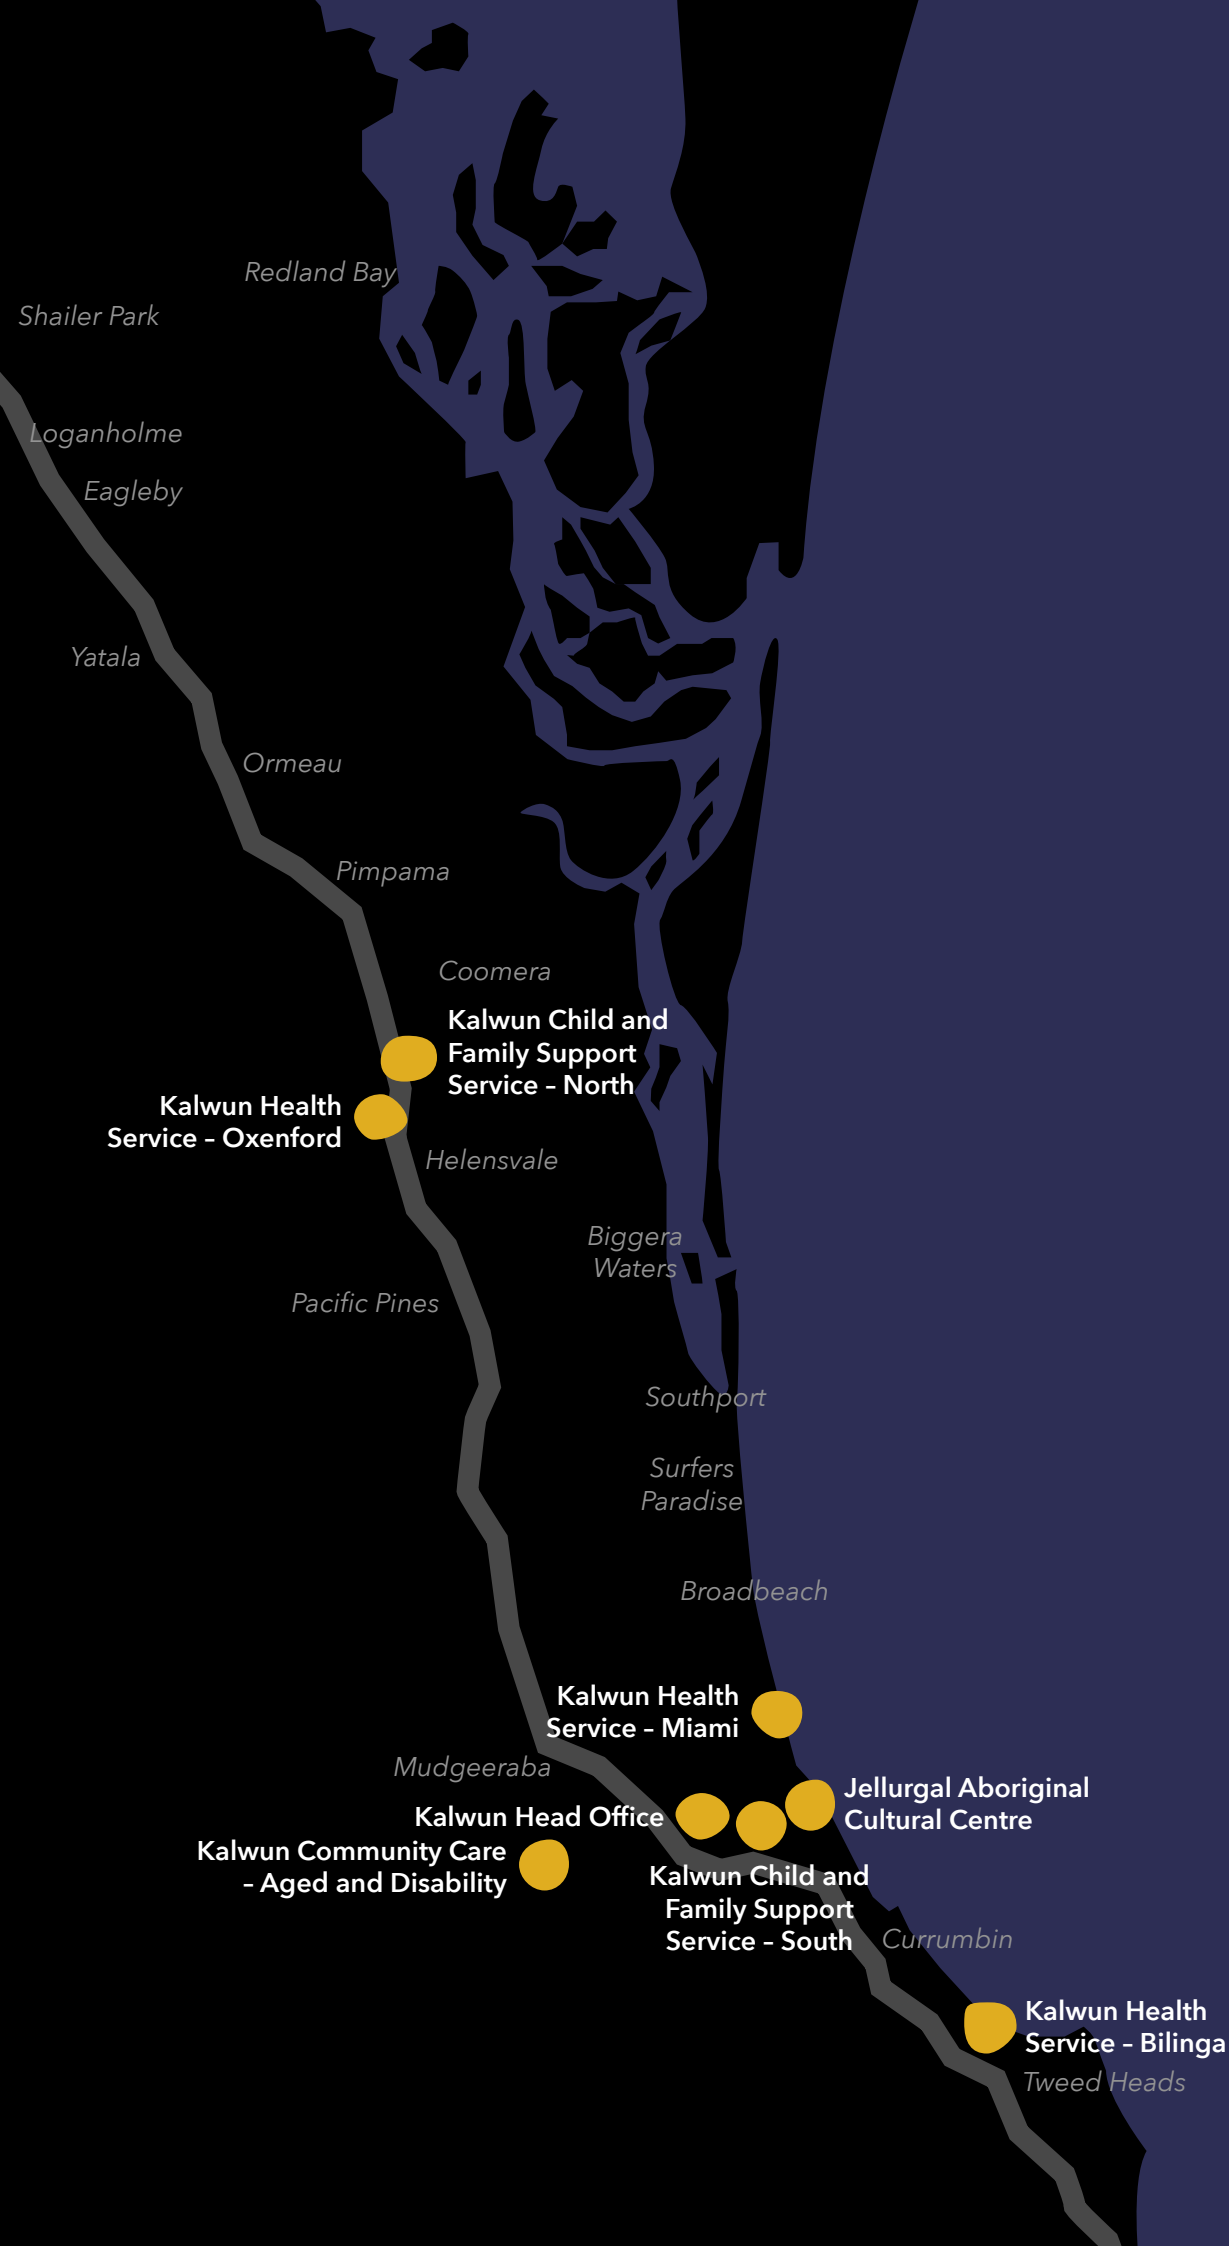 Redland Bay
Shailer Park
Loganholme
Eagleby
Yatala
Ormeau
Pimpama
Coomera
Kalwun Child and
Family Support
Service – North
Kalwun Health
Service – Oxenford
Helensvale
Biggera
Waters
Pacific Pines
Southport
Surfers
Paradise
Broadbeach
Kalwun Health
Service – Miami
Mudgeeraba
Jellurgal Aboriginal
Cultural Centre
Kalwun Head Office
Kalwun Community Care
– Aged and Disability
Kalwun Child and
Family Support
Service – South
Currumbin
Kalwun Health
Service – Bilinga
Tweed Heads